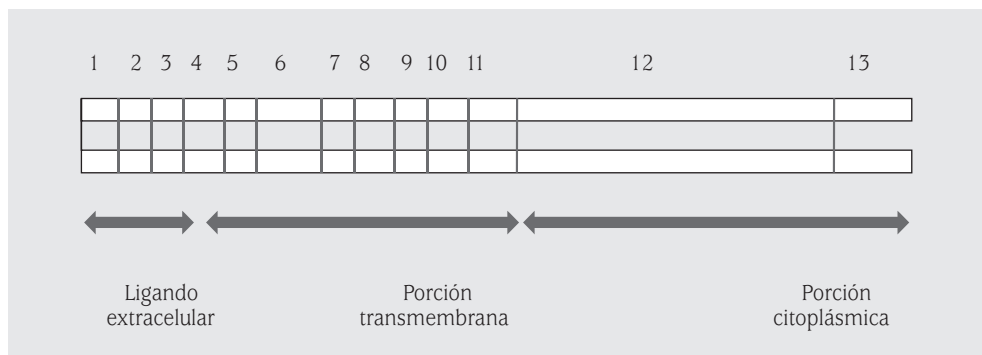 1 2 3 4 5 6 7 8 9 10 11 12 13
Ligando
extracelular
Porción
transmembrana
Porción
citoplásmica